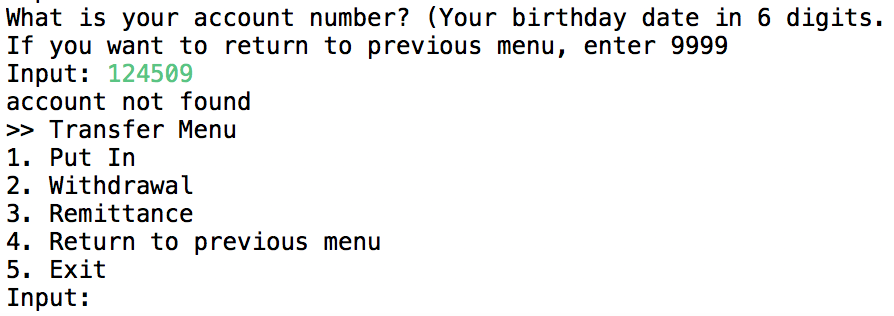 What is your account number? (Your birthday date in 6 digits.
If you want to return to previous menu, enter 9999
Input: 124509
account not found
>> Transfer Menu
1. Put In
2. Withdrawal
3. Remittance
4. Return to previous menu
5. Exit
Input: